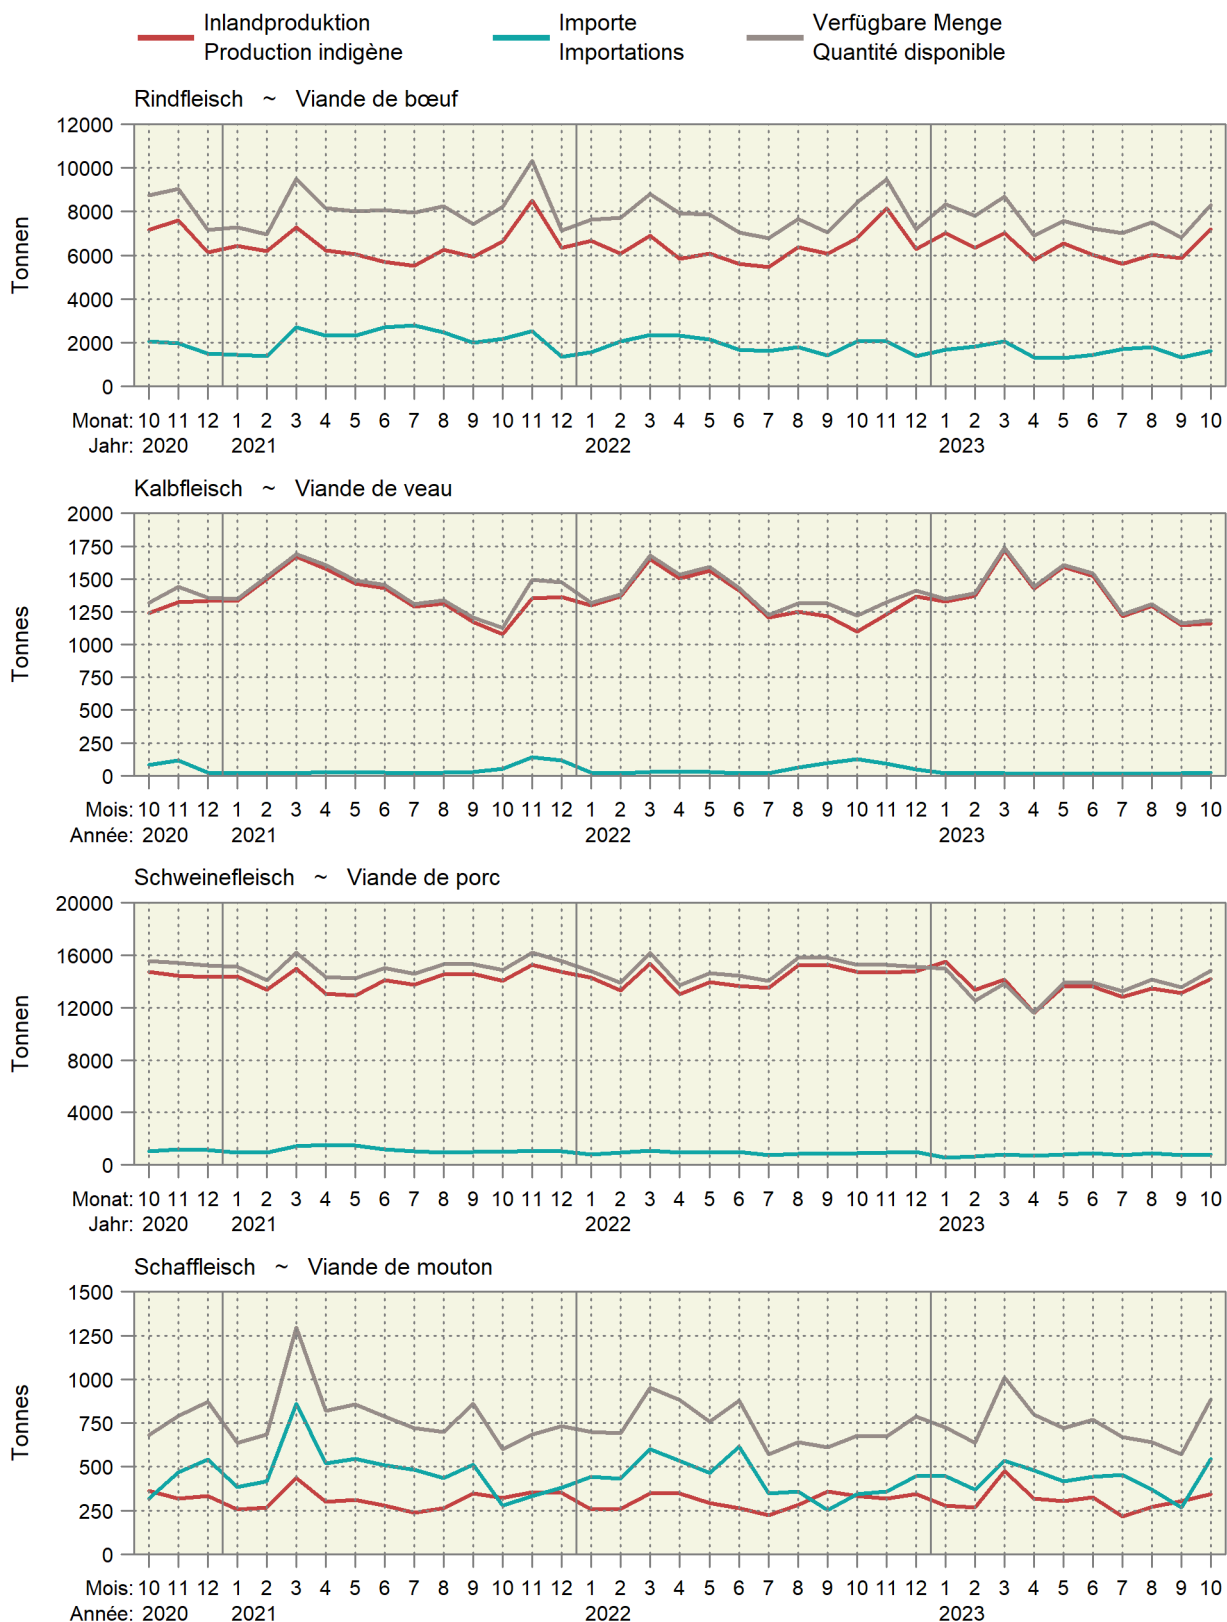 Inlandproduktion
Production indigène
Importe
Importations
Verfügbare Menge
Quantité disponible
Rindfleisch ~ Viande de bœuf
Tonnen
12000
10000
8000
6000
4000
2000
0
Monat: 10 11 12 1 2 3 4 5 6 7 8 9 10 11 12 1 2 3 4 5 6 7 8 9 10 11 12 1 2 3 4 5 6 7 8 9 10
Jahr: 2020 2021 2022 2023
Kalbfleisch ~ Viande de veau
Tonnes
2000
1750
1500
1250
1000
750
500
250
0
Mois: 10 11 12 1 2 3 4 5 6 7 8 9 10 11 12 1 2 3 4 5 6 7 8 9 10 11 12 1 2 3 4 5 6 7 8 9 10
Année: 2020 2021 2022 2023
Schweinefleisch ~ Viande de porc
Tonnen
20000
16000
12000
8000
4000
0
Monat: 10 11 12 1 2 3 4 5 6 7 8 9 10 11 12 1 2 3 4 5 6 7 8 9 10 11 12 1 2 3 4 5 6 7 8 9 10
Jahr: 2020 2021 2022 2023
Schaffleisch ~ Viande de mouton
Tonnes
1500
1250
1000
750
500
250
0
Mois: 10 11 12 1 2 3 4 5 6 7 8 9 10 11 12 1 2 3 4 5 6 7 8 9 10 11 12 1 2 3 4 5 6 7 8 9 10
Année: 2020 2021 2022 2023